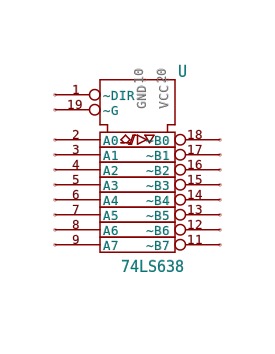 U
GND 10
VCC 20
1 ~DIR
19 ~G
2 A0 ~B0 18
3 A1 ~B1 17
4 A2 ~B2 16
5 A3 ~B3 15
6 A4 ~B4 14
7 A5 ~B5 13
8 A6 ~B6 12
9 A7 ~B7 11
74LS638